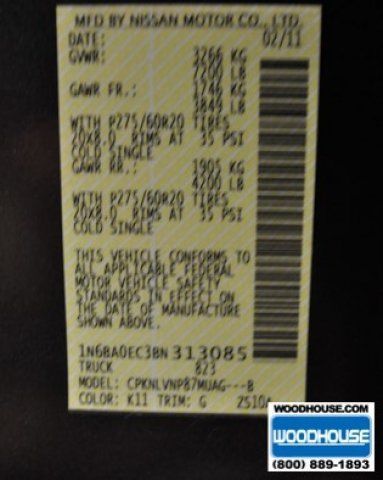 MFD BY NISSAN MOTOR CO., LTD.
DATE: 02/11
GVWR: 3266 KG
7200 LB
GAWR FR.: 1746 KG
3849 LB
WITH P275/60R20 TIRES
20X8.0 RIMS AT 35 PSI
COLD SINGLE
GAWR RR.: 1905 KG
4200 LB
WITH P275/60R20 TIRES
20X8.0 RIMS AT 35 PSI
COLD SINGLE
THIS VEHICLE CONFORMS TO
ALL APPLICABLE FEDERAL
MOTOR VEHICLE SAFETY
STANDARDS IN EFFECT ON
THE DATE OF MANUFACTURE
SHOWN ABOVE.
1N6BA0EC3BN313085
TRUCK 823
MODEL: CPKNLVNP87MUAG---B
COLOR: K11 TRIM: G
WOODHOUSE.COM
WOODHOUSE
(800) 889-1893